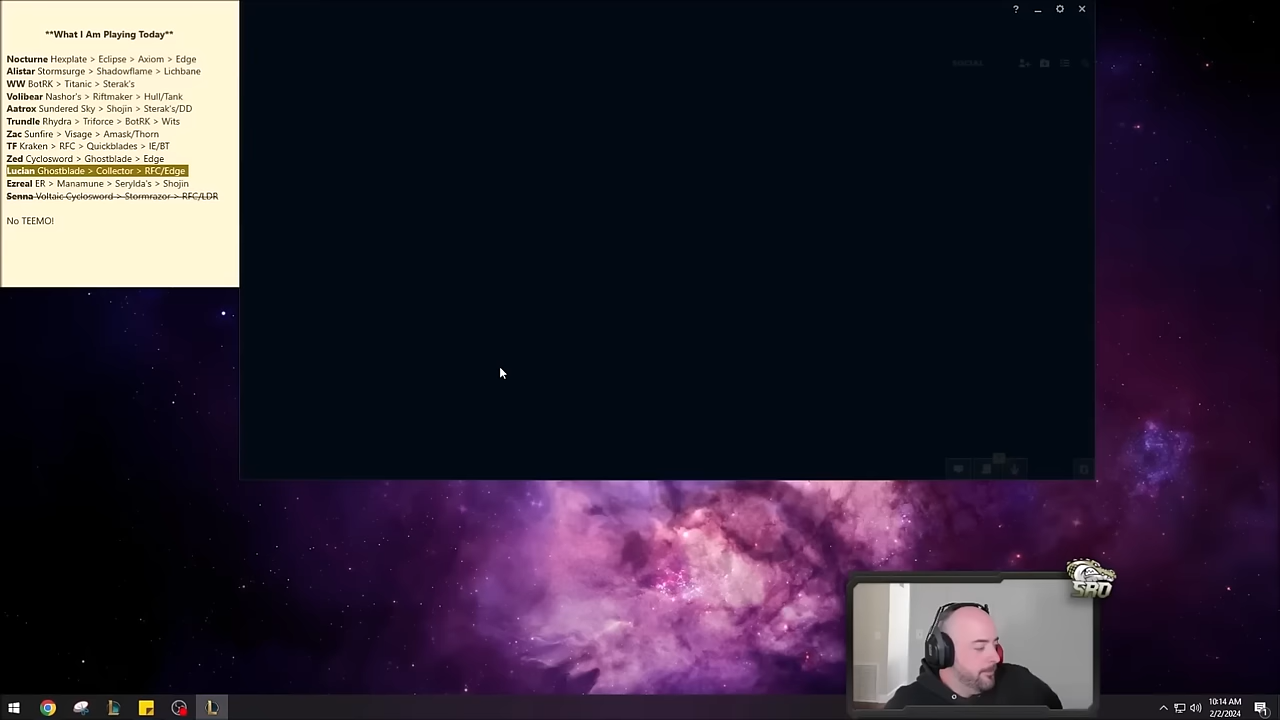 **What I Am Playing Today**
Nocturne Hexplate > Eclipse > Axiom > Edge
Alistar Stormsurge > Shadowflame > Lichbane
WW BotRK > Titanic > Sterak's
Volibear Nashor's > Riftmaker > Hull/Tank
Aatrox Sundered Sky > Shojin > Sterak's/DD
Trundle Rhydra > Triforce > BotRK > Wits
Zac Sunfire > Visage > Amask/Thorn
TF Kraken > RFC > Quickblades > IE/BT
Zed Cyclosword > Ghostblade > Edge
Lucian Ghostblade > Collector > RFC/Edge
Ezreal ER > Manamune > Serylda's > Shojin
Senna Voltaic Cyclosword > Stormrazor > RFC/LDR
No TEEMO!
SOCIAL
SRO
10:14 AM
2/2/2024